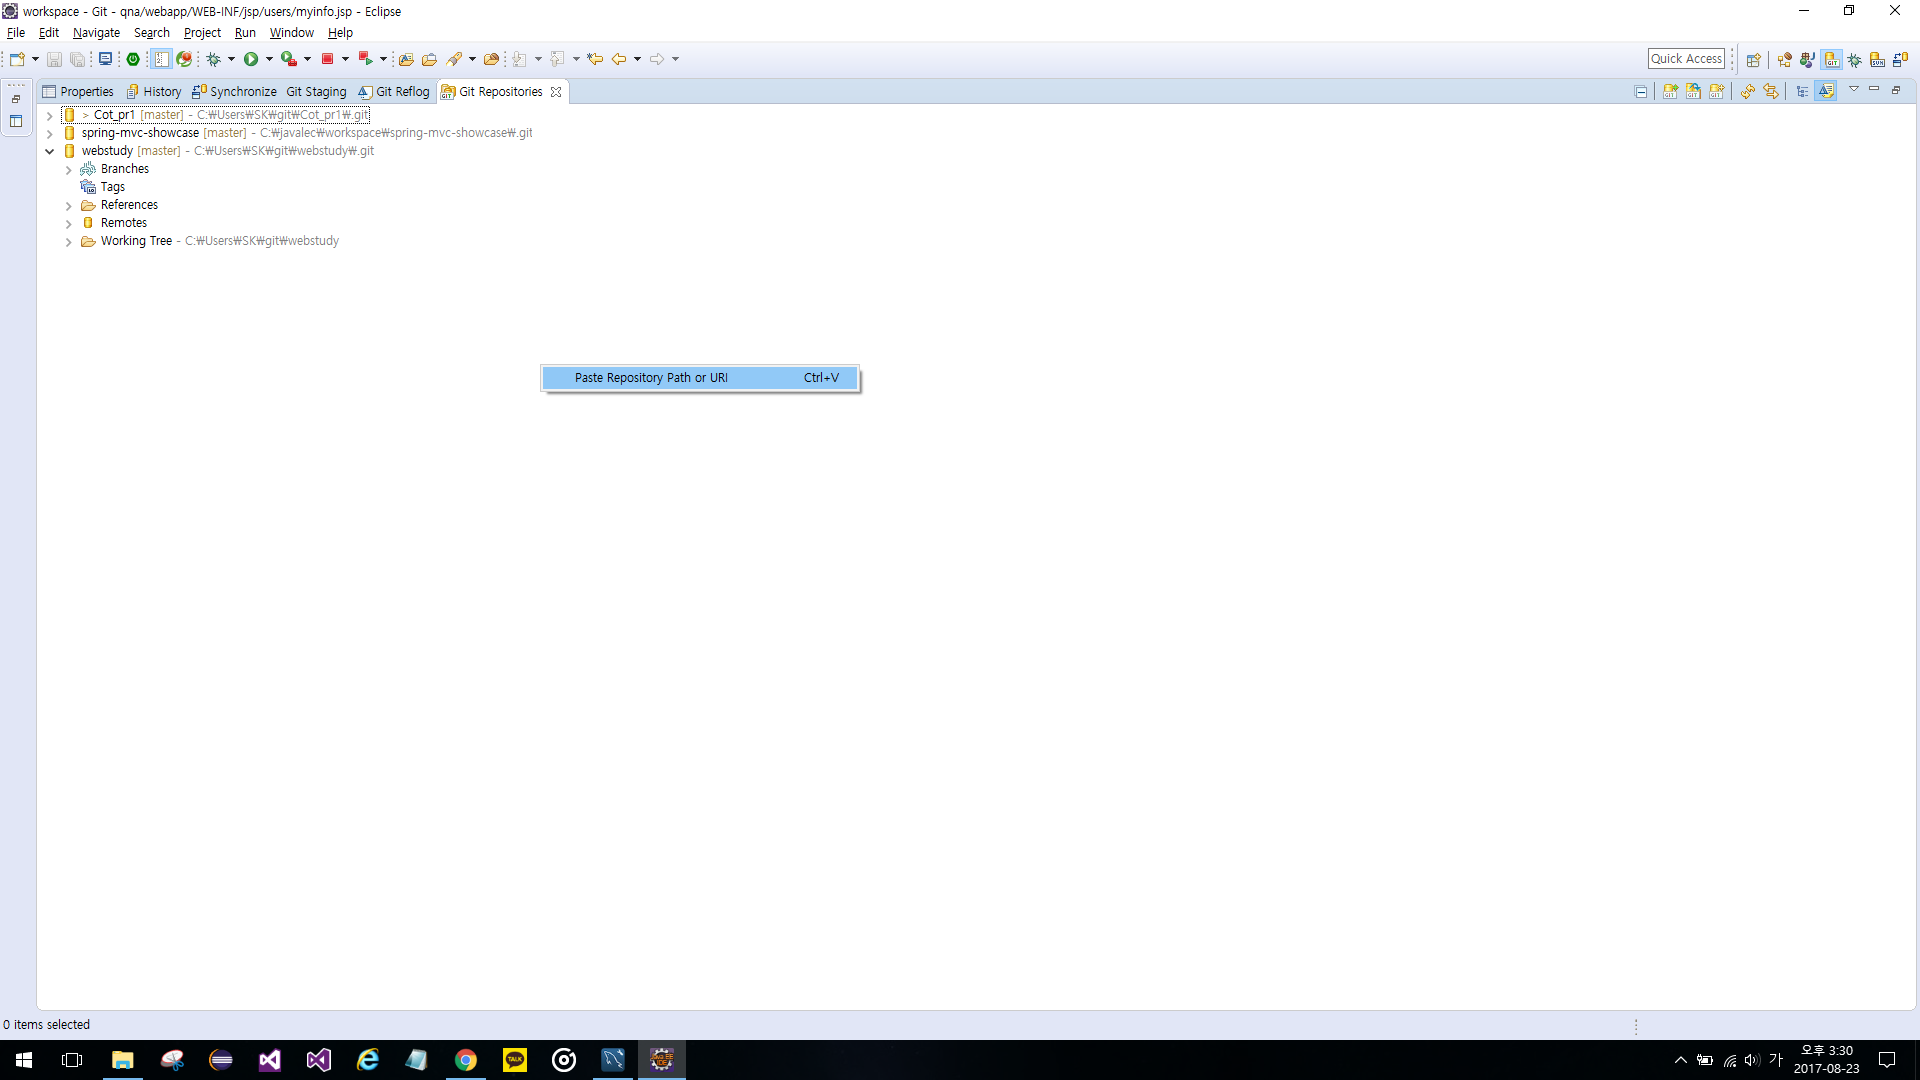 workspace - Git - qna/webapp/WEB-INF/jsp/users/myinfo.jsp - Eclipse
File Edit Navigate Search Project Run Window Help
Quick Access
Properties History Synchronize Git Staging Git Reflog Git Repositories
> Cot_pr1 [master] - C:₩Users₩SK₩git₩Cot_pr1₩.git
spring-mvc-showcase [master] - C:₩javalec₩workspace₩spring-mvc-showcase₩.git
webstudy [master] - C:₩Users₩SK₩git₩webstudy₩.git
Branches
Tags
References
Remotes
Working Tree - C:₩Users₩SK₩git₩webstudy
Paste Repository Path or URI Ctrl+V
0 items selected
TALK
가
오후 3:30
2017-08-23